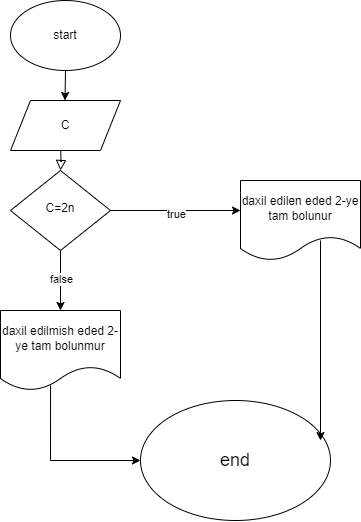 start
C
C=2n
true
daxil edilen eded 2-ye
tam bolunur
false
daxil edilmish eded 2-
ye tam bolunmur
end